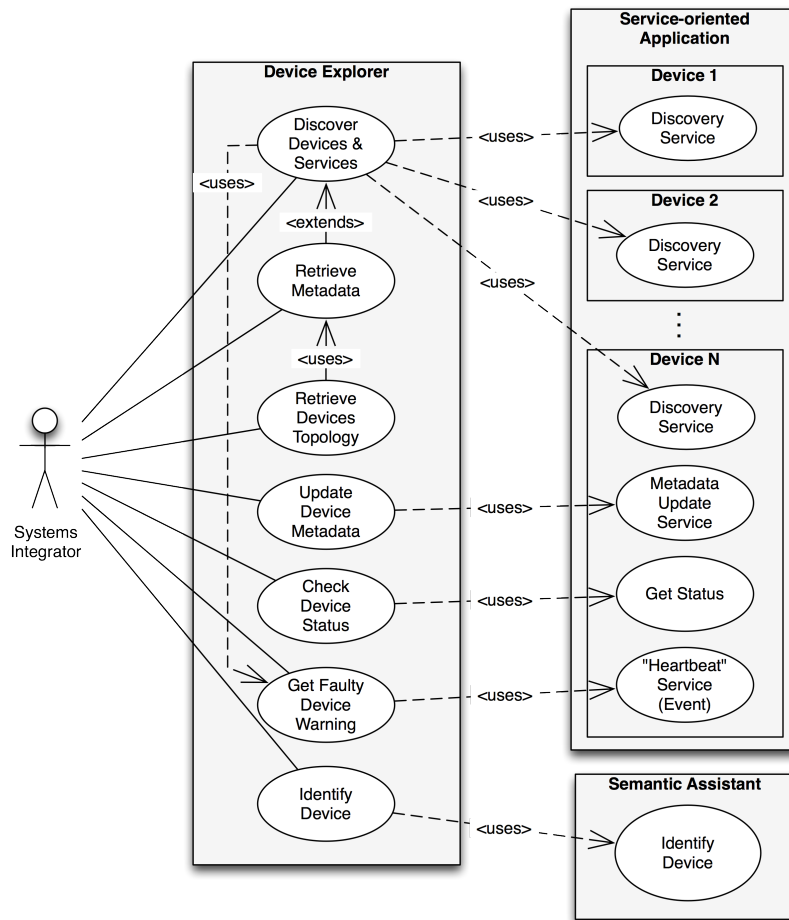 Service-oriented
Application
Device Explorer
Device 1
Discover
Devices &
Services
<uses>
Discovery
Service
<uses>
Device 2
<uses>
<extends>
Discovery
Service
Retrieve
Metadata
<uses>
<uses>
Device N
Retrieve
Devices
Topology
Discovery
Service
Systems
Integrator
Update
Device
Metadata
<uses>
Metadata
Update
Service
Check
Device
Status
<uses>
Get Status
Get Faulty
Device
Warning
<uses>
"Heartbeat"
Service
(Event)
Semantic Assistant
Identify
Device
<uses>
Identify
Device